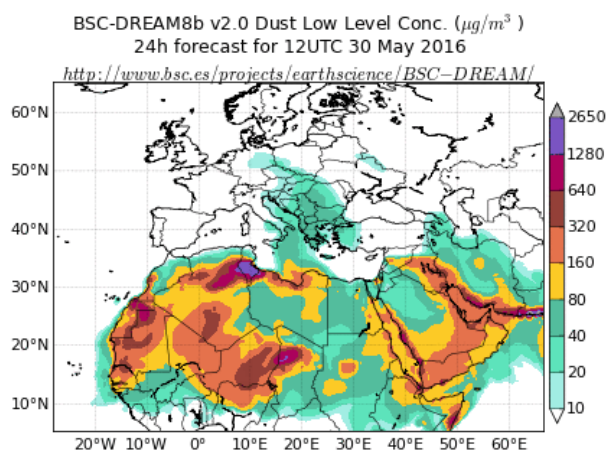 BSC-DREAM8b v2.0 Dust Low Level Conc. (μg/m³ )
24h forecast for 12UTC 30 May 2016
http://www.bsc.es/projects/earthscience/BSC−DREAM/
60°N
50°N
40°N
30°N
20°N
10°N
20°W 10°W 0° 10°E 20°E 30°E 40°E 50°E 60°E
2650
1280
640
320
160
80
40
20
10